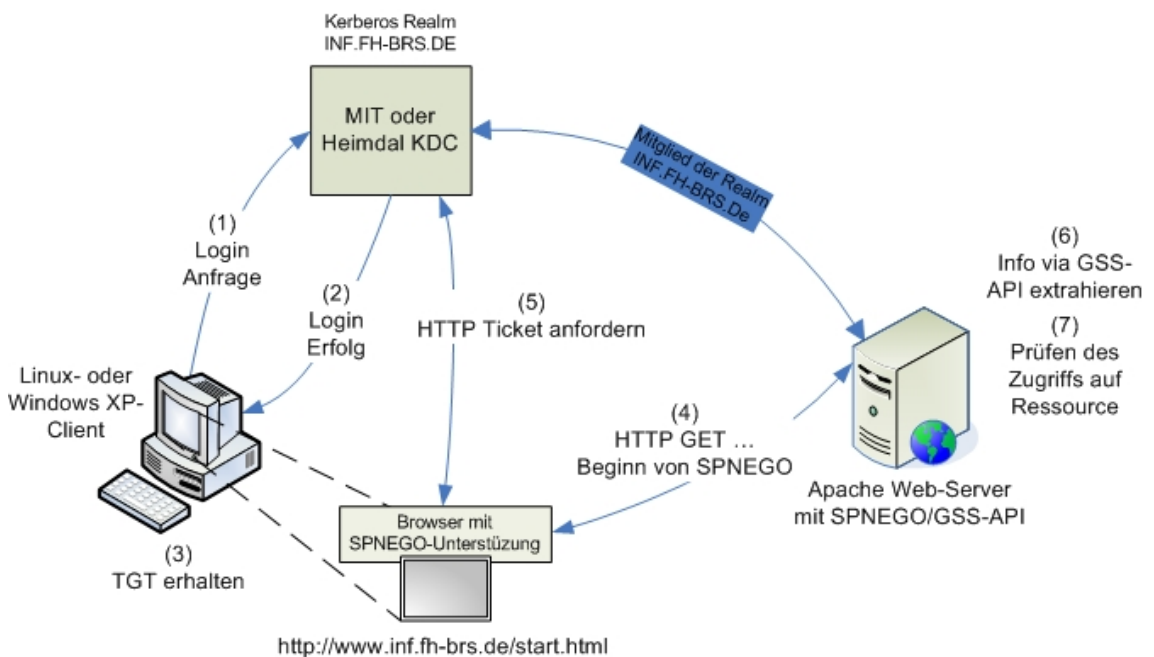 Kerberos Realm
INF.FH-BRS.DE
MIT oder
Heimdal KDC
Mitglied der Realm
INF.FH-BRS.De
(1)
Login
Anfrage
(2)
Login
Erfolg
(5)
HTTP Ticket anfordern
(6)
Info via GSS-
API extrahieren
(7)
Prüfen des
Zugriffs auf
Ressource
Linux- oder
Windows XP-
Client
(4)
HTTP GET ...
Beginn von SPNEGO
Apache Web-Server
mit SPNEGO/GSS-API
Browser mit
SPNEGO-Unterstüzung
(3)
TGT erhalten
http://www.inf.fh-brs.de/start.html